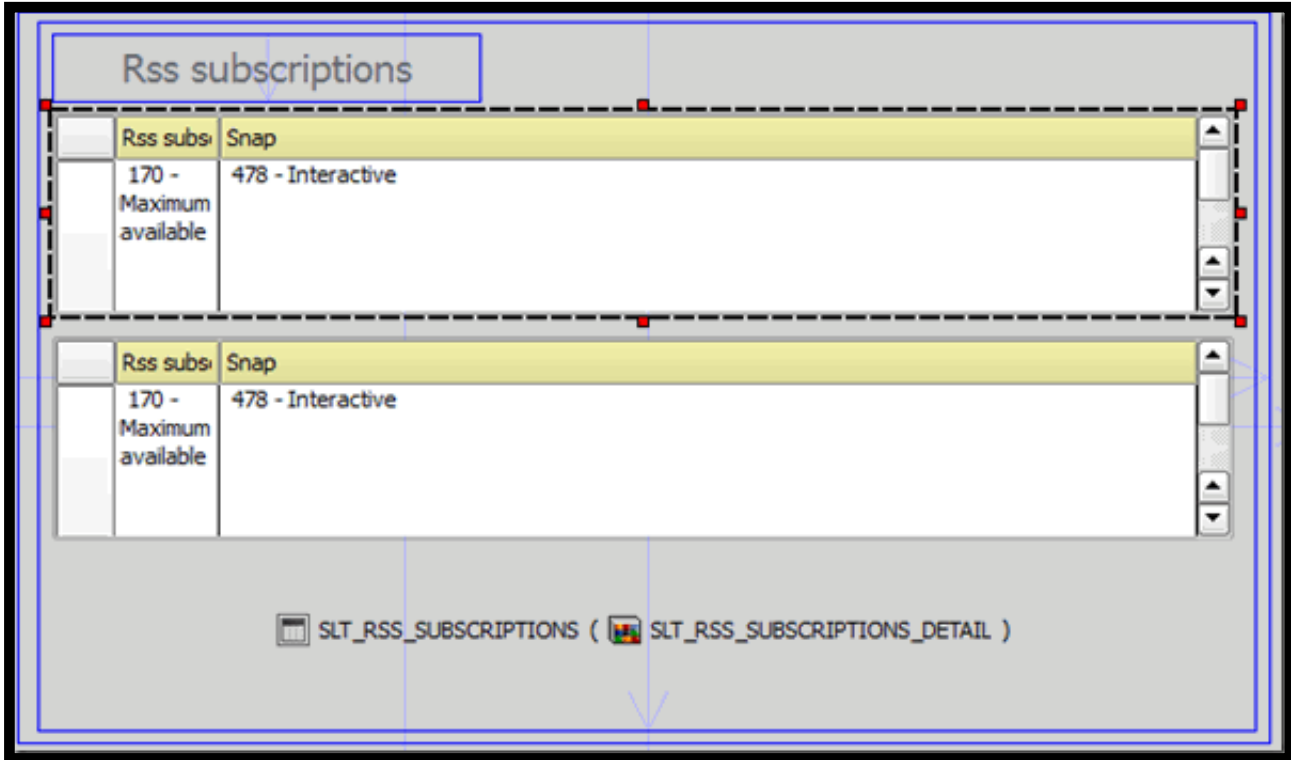 Rss subscriptions
Rss subs Snap
170 - 478 - Interactive
Maximum
available
Rss subs Snap
170 - 478 - Interactive
Maximum
available
SLT_RSS_SUBSCRIPTIONS ( SLT_RSS_SUBSCRIPTIONS_DETAIL )